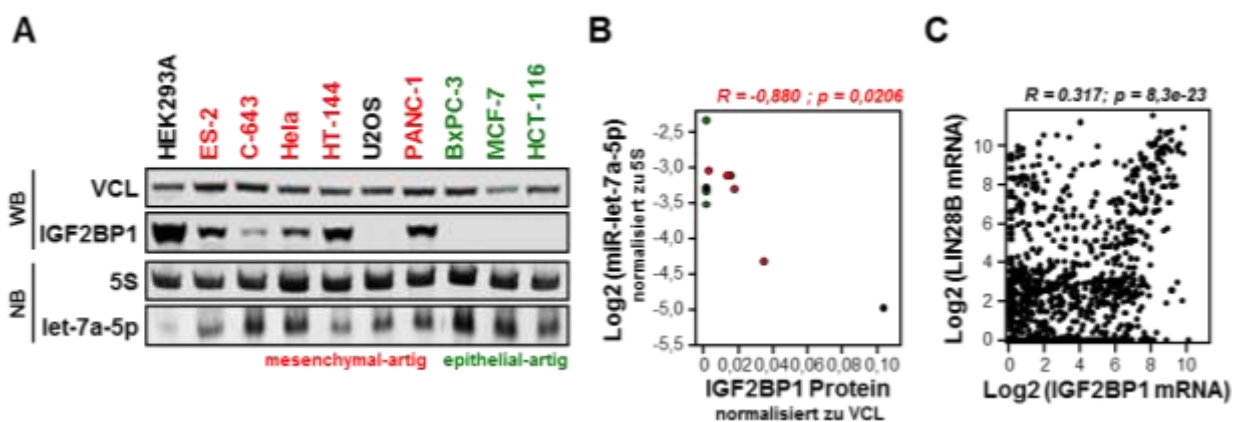 A
HEK293A
ES-2
C-643
Hela
HT-144
U2OS
PANC-1
BxPC-3
MCF-7
HCT-116
WB
VCL
IGF2BP1
NB
5S
let-7a-5p
mesenchymal-artig epithelial-artig
B
R = -0,880 ; p = 0,0206
Log2 (miR-let-7a-5p)
normalisiert zu 5S
-2,5
-3,0
-3,5
-4,0
-4,5
-5,0
-5,5
0 0,02 0,04 0,06 0,08 0,10
IGF2BP1 Protein
normalisiert zu VCL
C
R = 0.317; p = 8,3e-23
Log2 (LIN28B mRNA)
10
8
6
4
2
0
0 2 4 6 8 10
Log2 (IGF2BP1 mRNA)